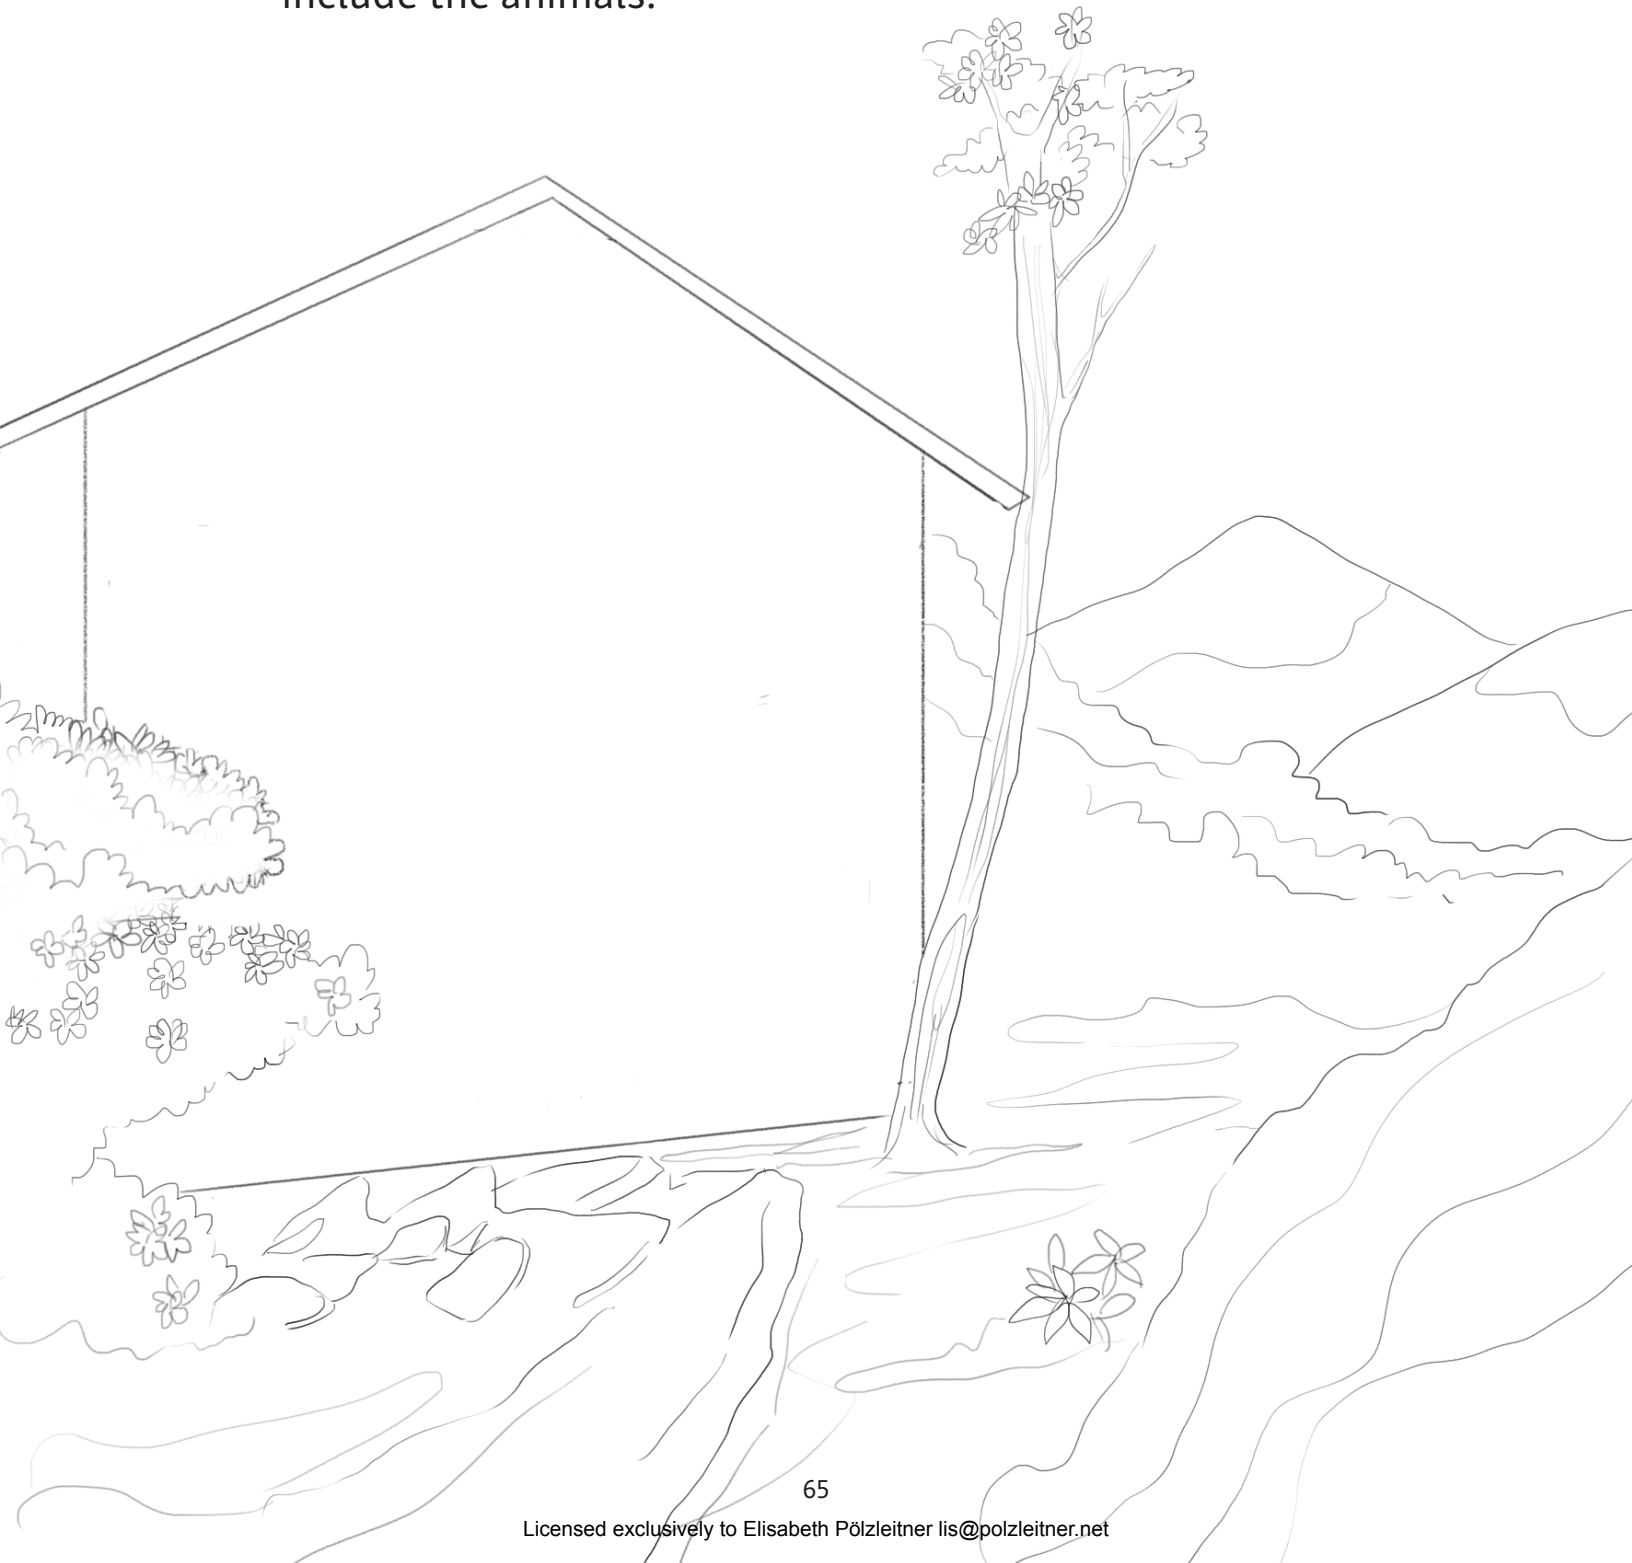 include the animals.
65
Licensed exclusively to Elisabeth Pölzleitner lis@polzleitner.net